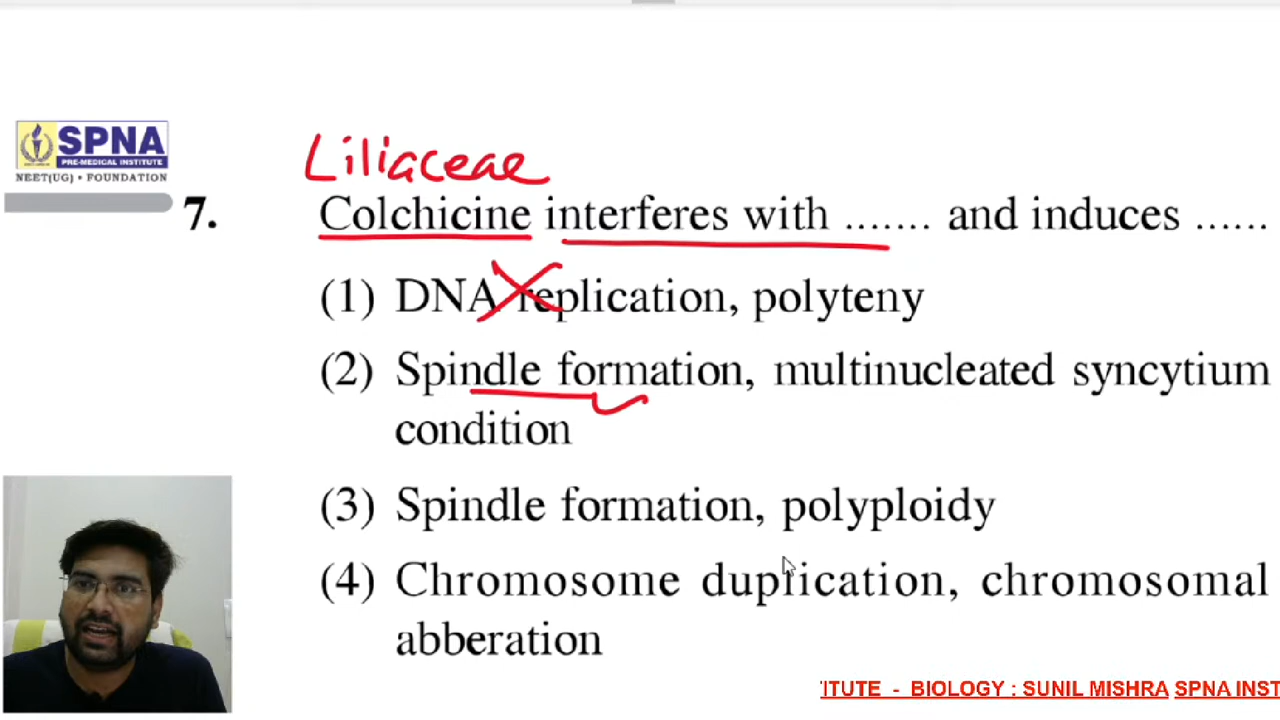 SPNA
PRE-MEDICAL INSTITUTE
NEET(UG) • FOUNDATION
Liliaceae
7. Colchicine interferes with ....... and induces ......
(1) DNA replication, polyteny
(2) Spindle formation, multinucleated syncytium
condition
(3) Spindle formation, polyploidy
(4) Chromosome duplication, chromosomal
abberation
TITUTE - BIOLOGY : SUNIL MISHRA SPNA INST